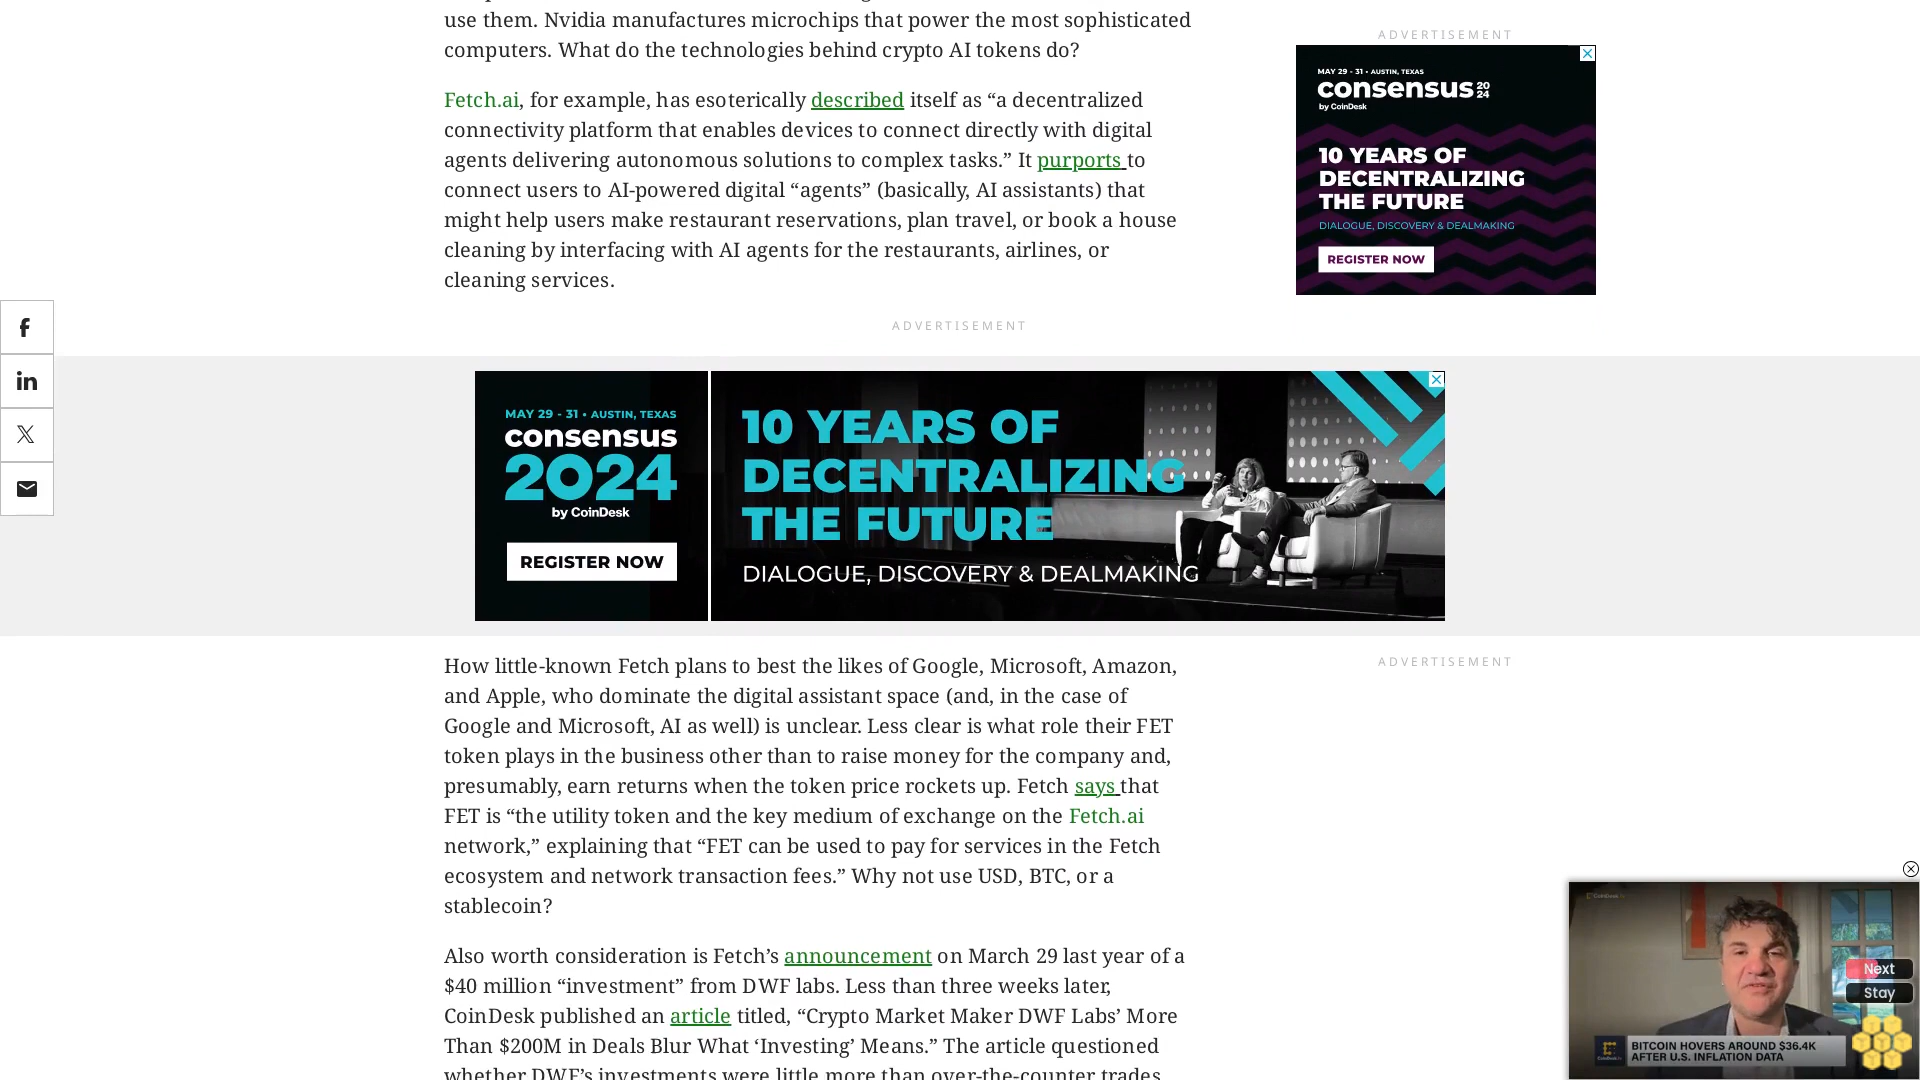 use them. Nvidia manufactures microchips that power the most sophisticated
computers. What do the technologies behind crypto AI tokens do?
Fetch.ai, for example, has esoterically described itself as “a decentralized
connectivity platform that enables devices to connect directly with digital
agents delivering autonomous solutions to complex tasks.” It purports to
connect users to AI-powered digital “agents” (basically, AI assistants) that
might help users make restaurant reservations, plan travel, or book a house
cleaning by interfacing with AI agents for the restaurants, airlines, or
cleaning services.
ADVERTISEMENT
MAY 29 - 31 • AUSTIN, TEXAS
consensus 2024
by CoinDesk
10 YEARS OF
DECENTRALIZING
THE FUTURE
DIALOGUE, DISCOVERY & DEALMAKING
REGISTER NOW
ADVERTISEMENT
MAY 29 - 31 • AUSTIN, TEXAS
consensus
2024
by CoinDesk
REGISTER NOW
10 YEARS OF
DECENTRALIZING
THE FUTURE
DIALOGUE, DISCOVERY & DEALMAKING
How little-known Fetch plans to best the likes of Google, Microsoft, Amazon,
and Apple, who dominate the digital assistant space (and, in the case of
Google and Microsoft, AI as well) is unclear. Less clear is what role their FET
token plays in the business other than to raise money for the company and,
presumably, earn returns when the token price rockets up. Fetch says that
FET is “the utility token and the key medium of exchange on the Fetch.ai
network,” explaining that “FET can be used to pay for services in the Fetch
ecosystem and network transaction fees.” Why not use USD, BTC, or a
stablecoin?
Also worth consideration is Fetch’s announcement on March 29 last year of a
$40 million “investment” from DWF labs. Less than three weeks later,
CoinDesk published an article titled, “Crypto Market Maker DWF Labs’ More
Than $200M in Deals Blur What ‘Investing’ Means.” The article questioned
whether DWF’s investments were little more than over-the-counter trades
ADVERTISEMENT
Next
Stay
BITCOIN HOVERS AROUND $36.4K
AFTER U.S. INFLATION DATA